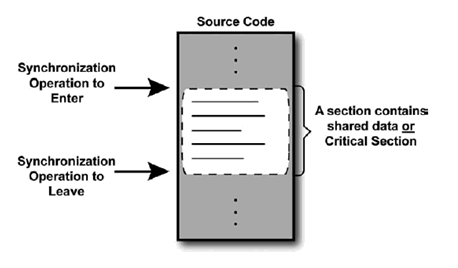 Source Code
Synchronization
Operation to
Enter
A section contains
shared data or
Critical Section
Synchronization
Operation to
Leave